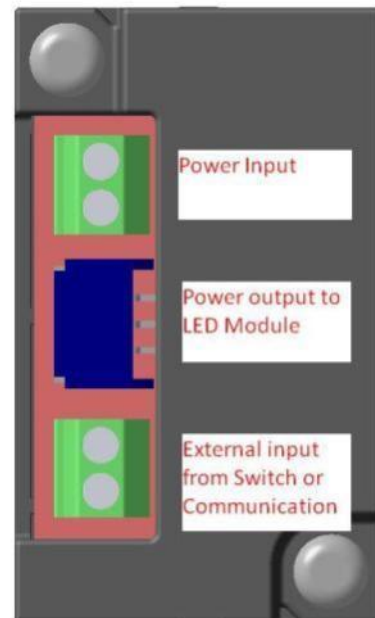 Power Input
Power output to
LED Module
External input
from Switch or
Communication